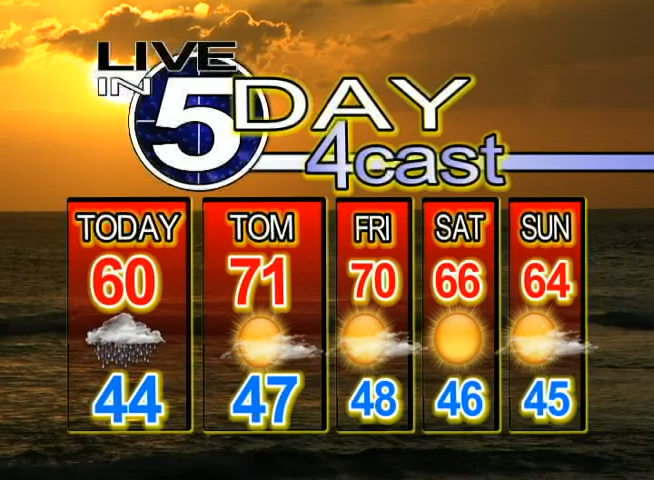 LIVE
IN
5
DAY
4cast
TODAY TOM FRI SAT SUN
60 71 70 66 64
44 47 48 46 45